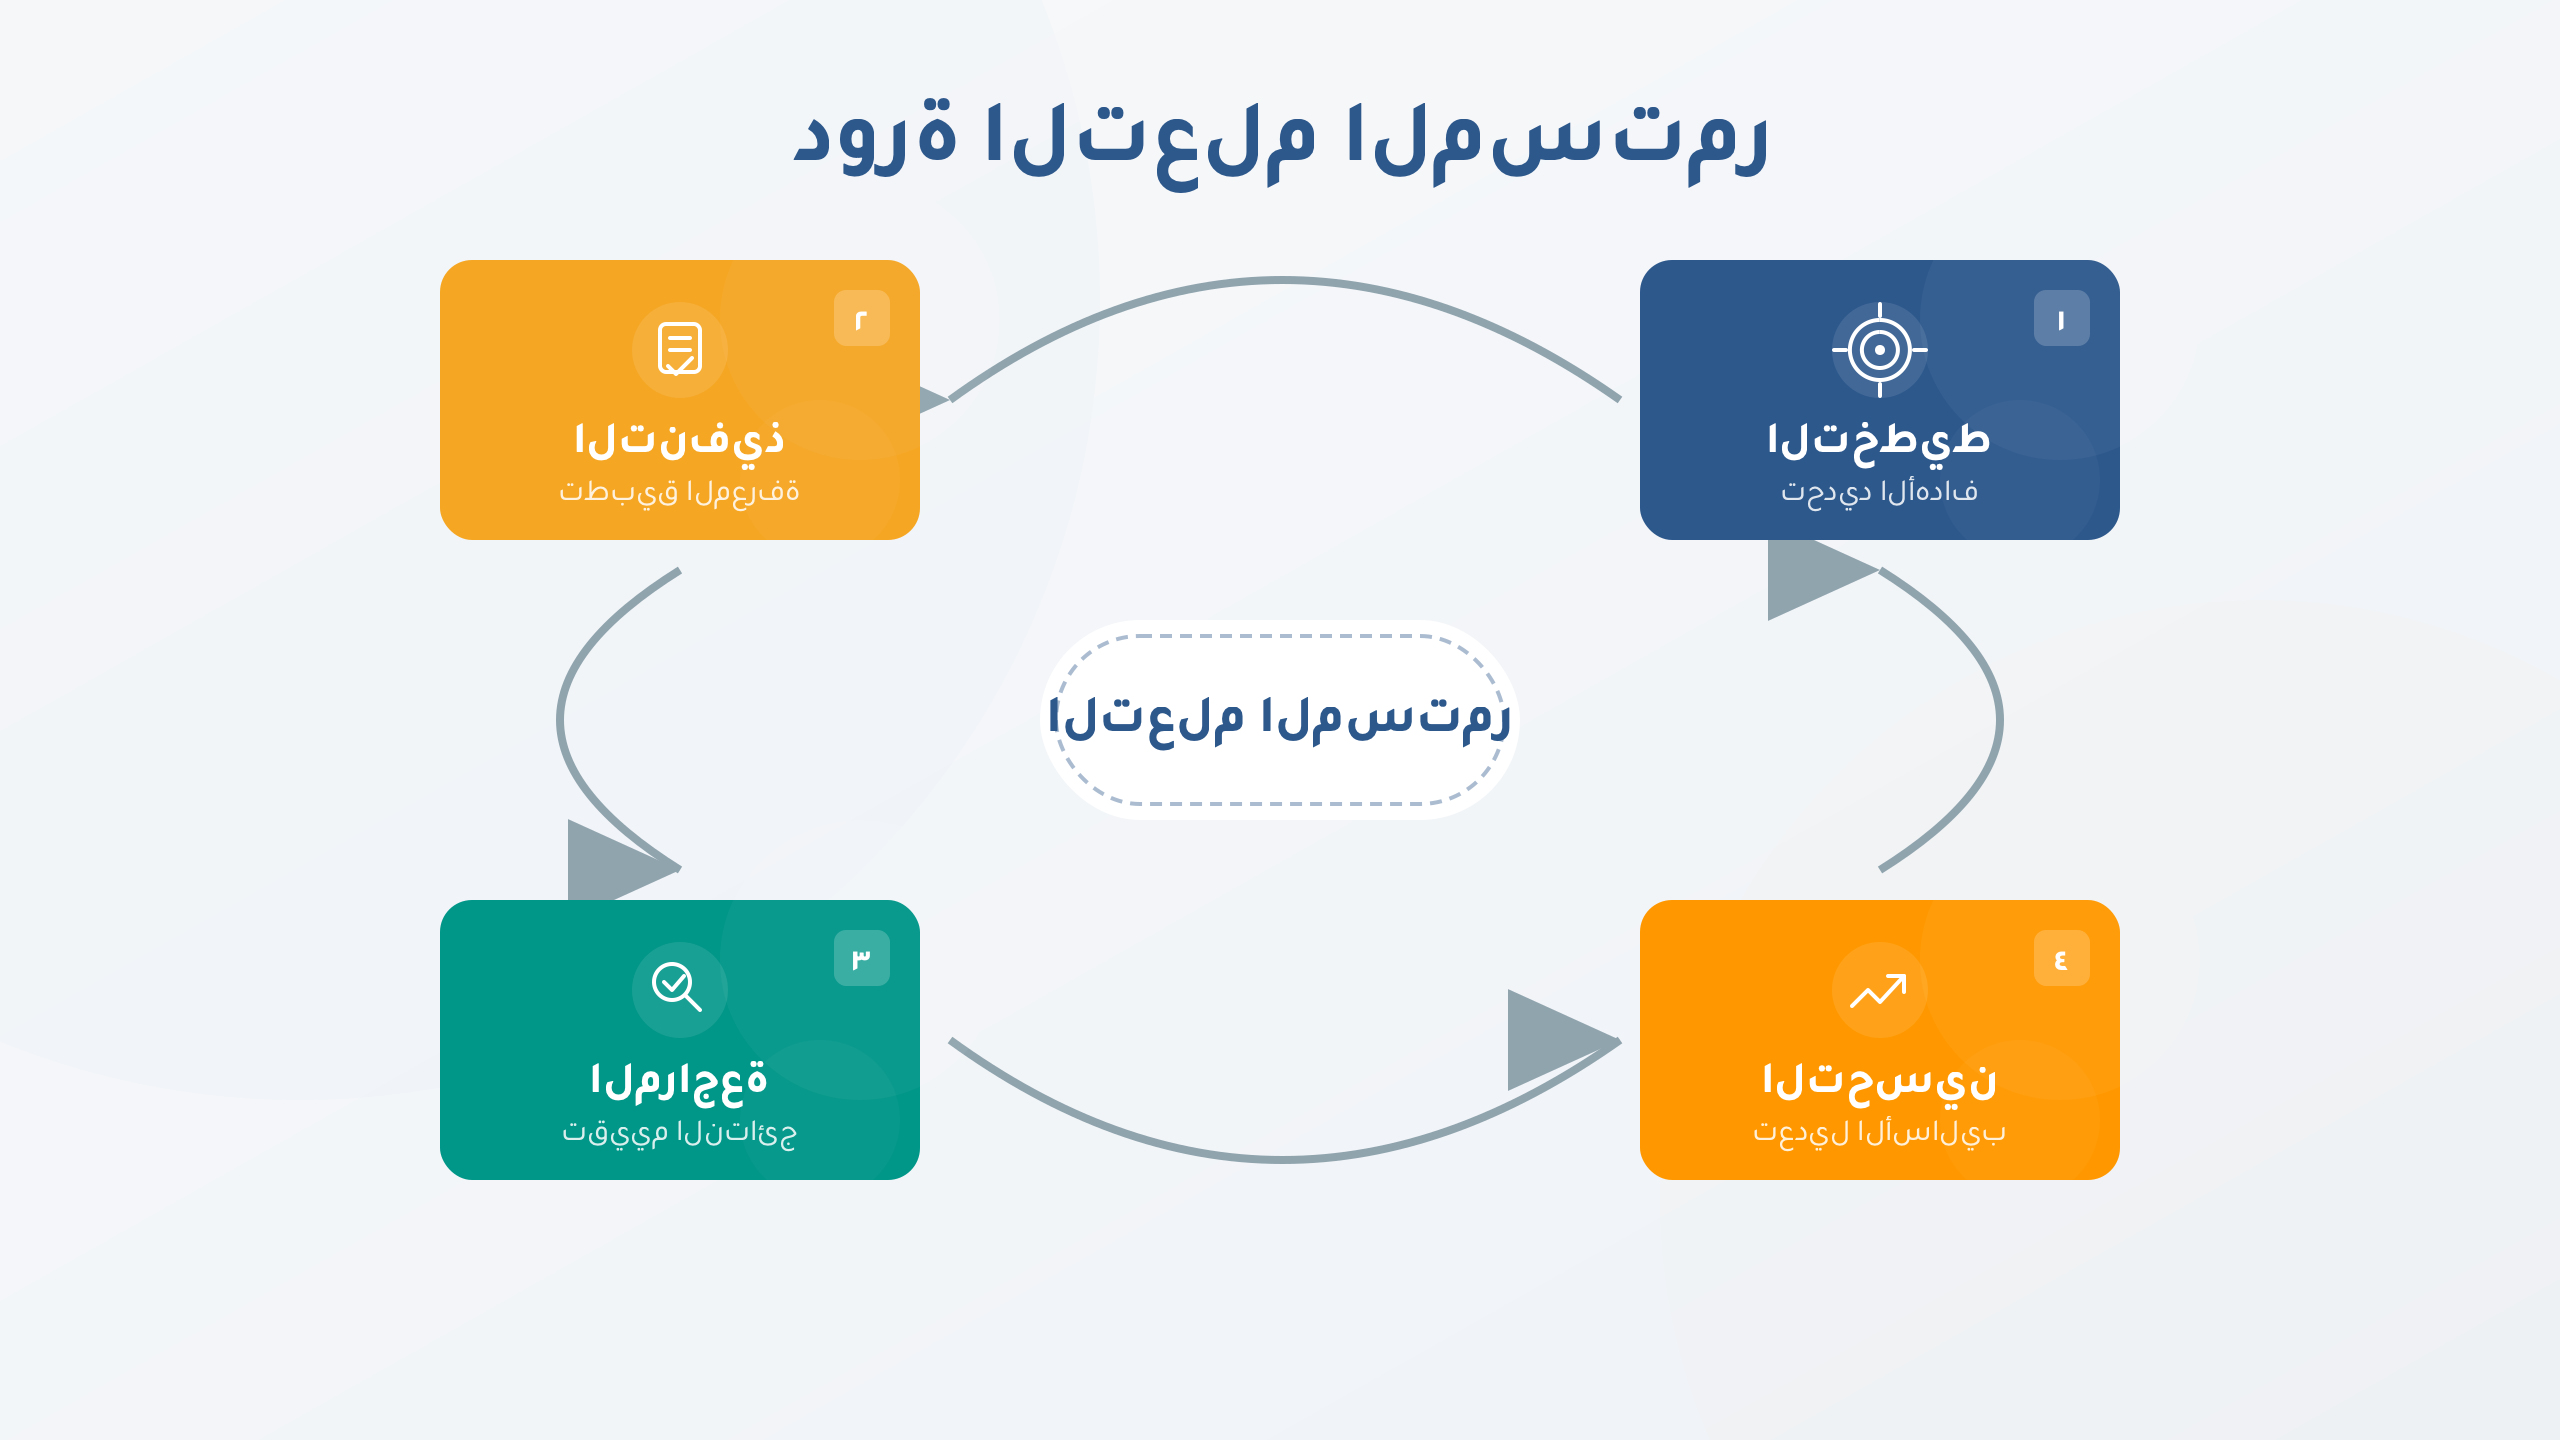 دورة التعلم المستمر
١
التخطيط
تحديد الأهداف
٢
التنفيذ
تطبيق المعرفة
التعلم المستمر
٣
المراجعة
تقييم النتائج
٤
التحسين
تعديل الأساليب